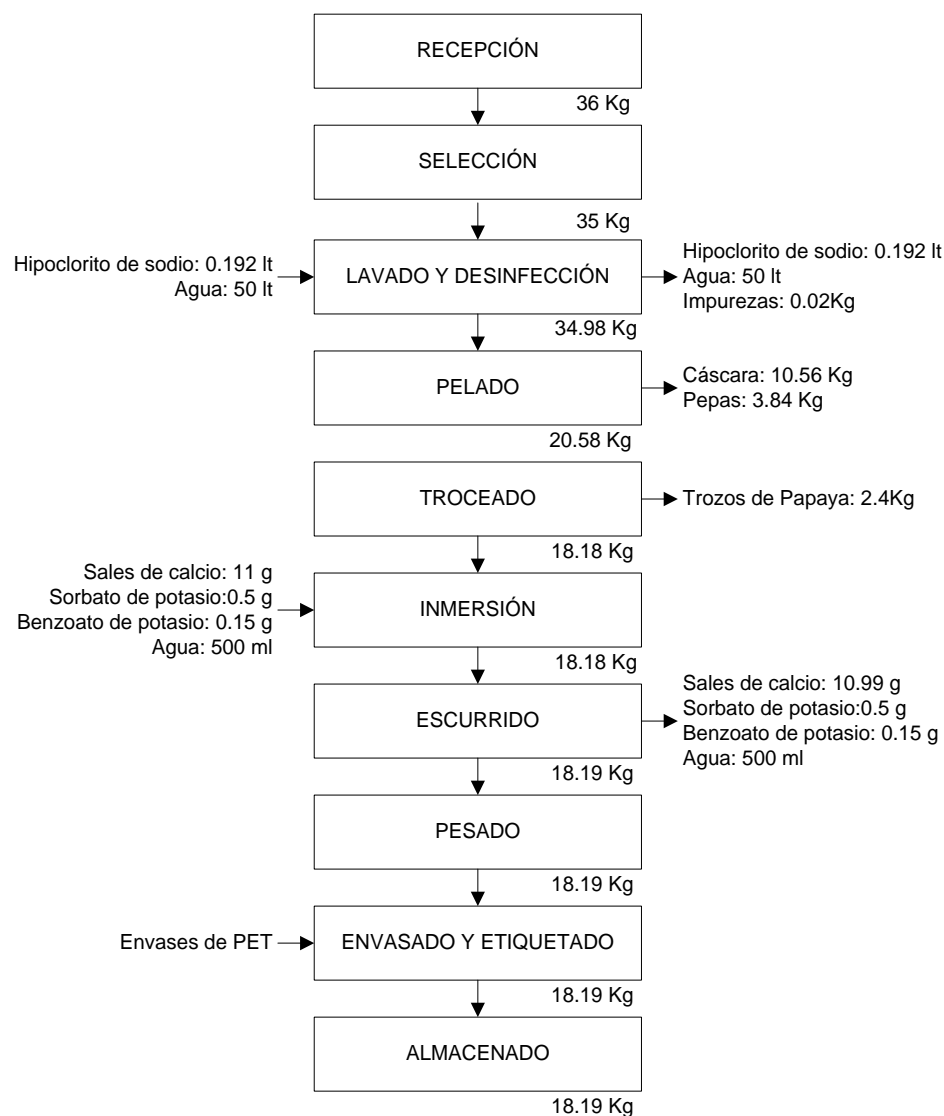 RECEPCIÓN
36 Kg
SELECCIÓN
35 Kg
Hipoclorito de sodio: 0.192 lt
Agua: 50 lt
LAVADO Y DESINFECCIÓN
Hipoclorito de sodio: 0.192 lt
Agua: 50 lt
Impurezas: 0.02Kg
34.98 Kg
PELADO
Cáscara: 10.56 Kg
Pepas: 3.84 Kg
20.58 Kg
TROCEADO
Trozos de Papaya: 2.4Kg
18.18 Kg
Sales de calcio: 11 g
Sorbato de potasio:0.5 g
Benzoato de potasio: 0.15 g
Agua: 500 ml
INMERSIÓN
18.18 Kg
ESCURRIDO
Sales de calcio: 10.99 g
Sorbato de potasio:0.5 g
Benzoato de potasio: 0.15 g
Agua: 500 ml
18.19 Kg
PESADO
18.19 Kg
Envases de PET
ENVASADO Y ETIQUETADO
18.19 Kg
ALMACENADO
18.19 Kg